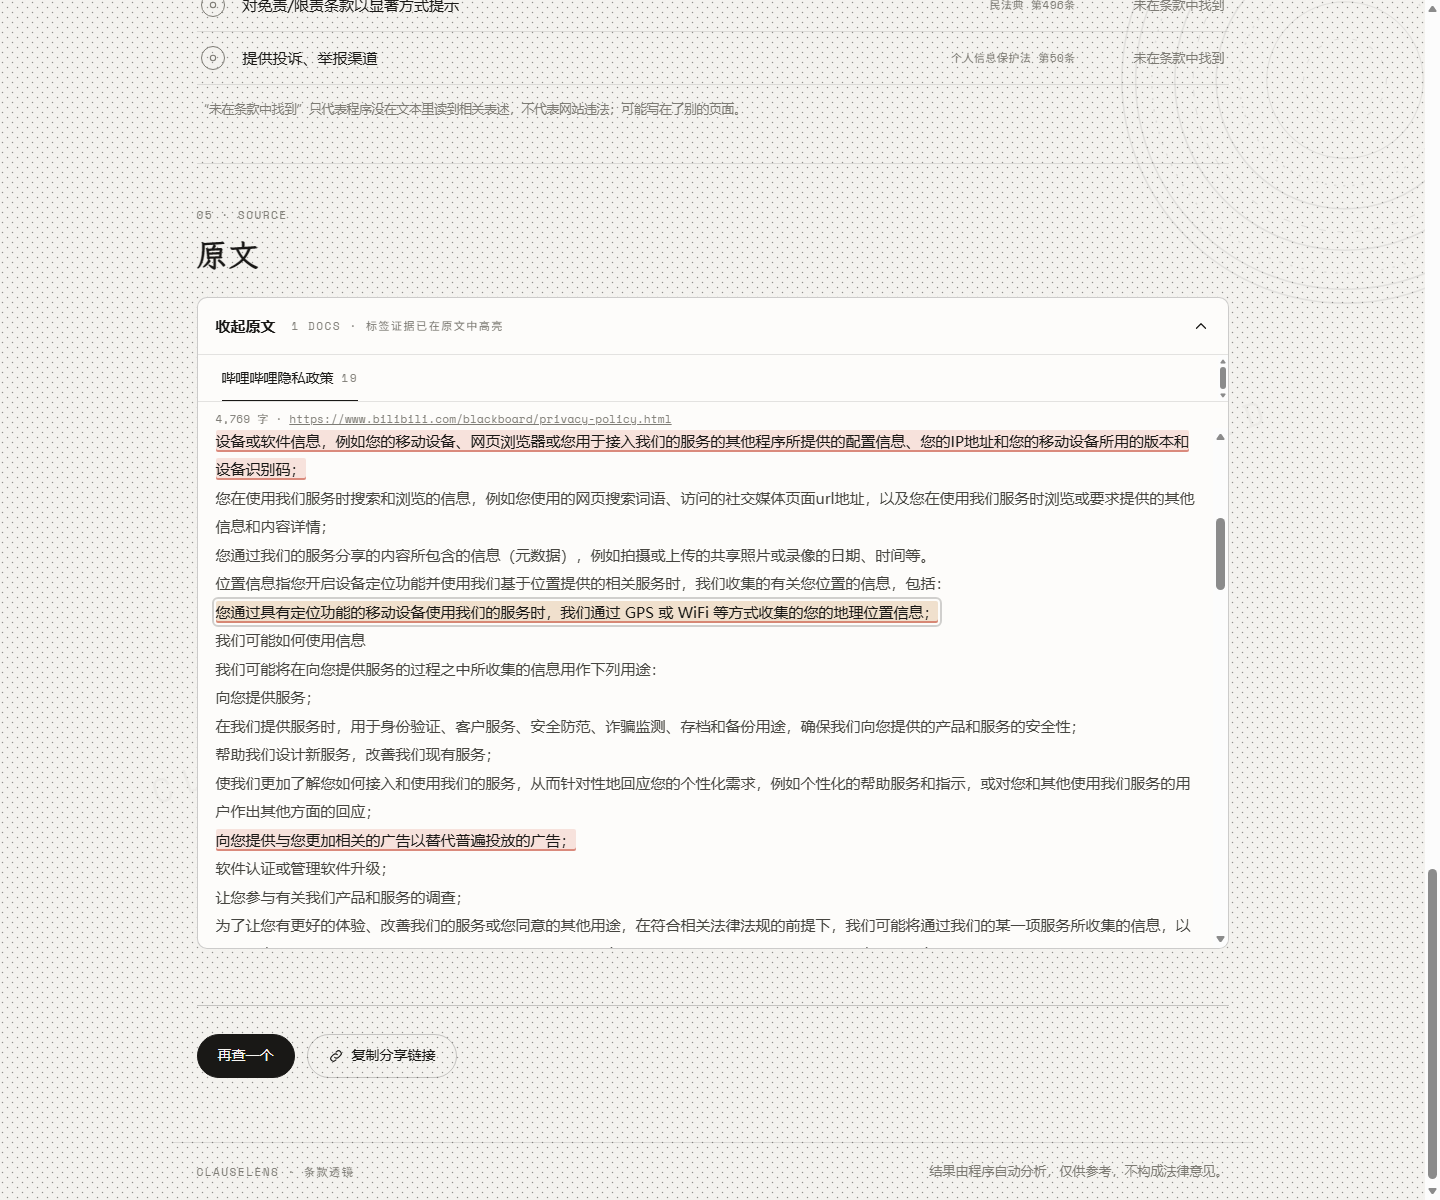 对免责/限责条款以显著方式提示 民法典 第496条 未在条款中找到
提供投诉、举报渠道 个人信息保护法 第50条 未在条款中找到
“未在条款中找到”只代表程序没在文本里读到相关表述，不代表网站违法；可能写在了别的页面。
05 · SOURCE
原文
收起原文 1 DOCS · 标签证据已在原文中高亮
哔哩哔哩隐私政策 19
4,769 字 · https://www.bilibili.com/blackboard/privacy-policy.html
设备或软件信息，例如您的移动设备、网页浏览器或您用于接入我们的服务的其他程序所提供的配置信息、您的IP地址和您的移动设备所用的版本和
设备识别码；
您在使用我们服务时搜索和浏览的信息，例如您使用的网页搜索词语、访问的社交媒体页面url地址，以及您在使用我们服务时浏览或要求提供的其他
信息和内容详情；
您通过我们的服务分享的内容所包含的信息（元数据），例如拍摄或上传的共享照片或录像的日期、时间等。
位置信息指您开启设备定位功能并使用我们基于位置提供的相关服务时，我们收集的有关您位置的信息，包括：
您通过具有定位功能的移动设备使用我们的服务时，我们通过 GPS 或 WiFi 等方式收集的您的地理位置信息；
我们可能如何使用信息
我们可能将在向您提供服务的过程之中所收集的信息用作下列用途：
向您提供服务；
在我们提供服务时，用于身份验证、客户服务、安全防范、诈骗监测、存档和备份用途，确保我们向您提供的产品和服务的安全性；
帮助我们设计新服务，改善我们现有服务；
使我们更加了解您如何接入和使用我们的服务，从而针对性地回应您的个性化需求，例如个性化的帮助服务和指示，或对您和其他使用我们服务的用
户作出其他方面的回应；
向您提供与您更加相关的广告以替代普遍投放的广告；
软件认证或管理软件升级；
让您参与有关我们产品和服务的调查；
为了让您有更好的体验、改善我们的服务或您同意的其他用途，在符合相关法律法规的前提下，我们可能将通过我们的某一项服务所收集的信息，以
再查一个 复制分享链接
CLAUSELENS · 条款透镜 结果由程序自动分析，仅供参考，不构成法律意见。